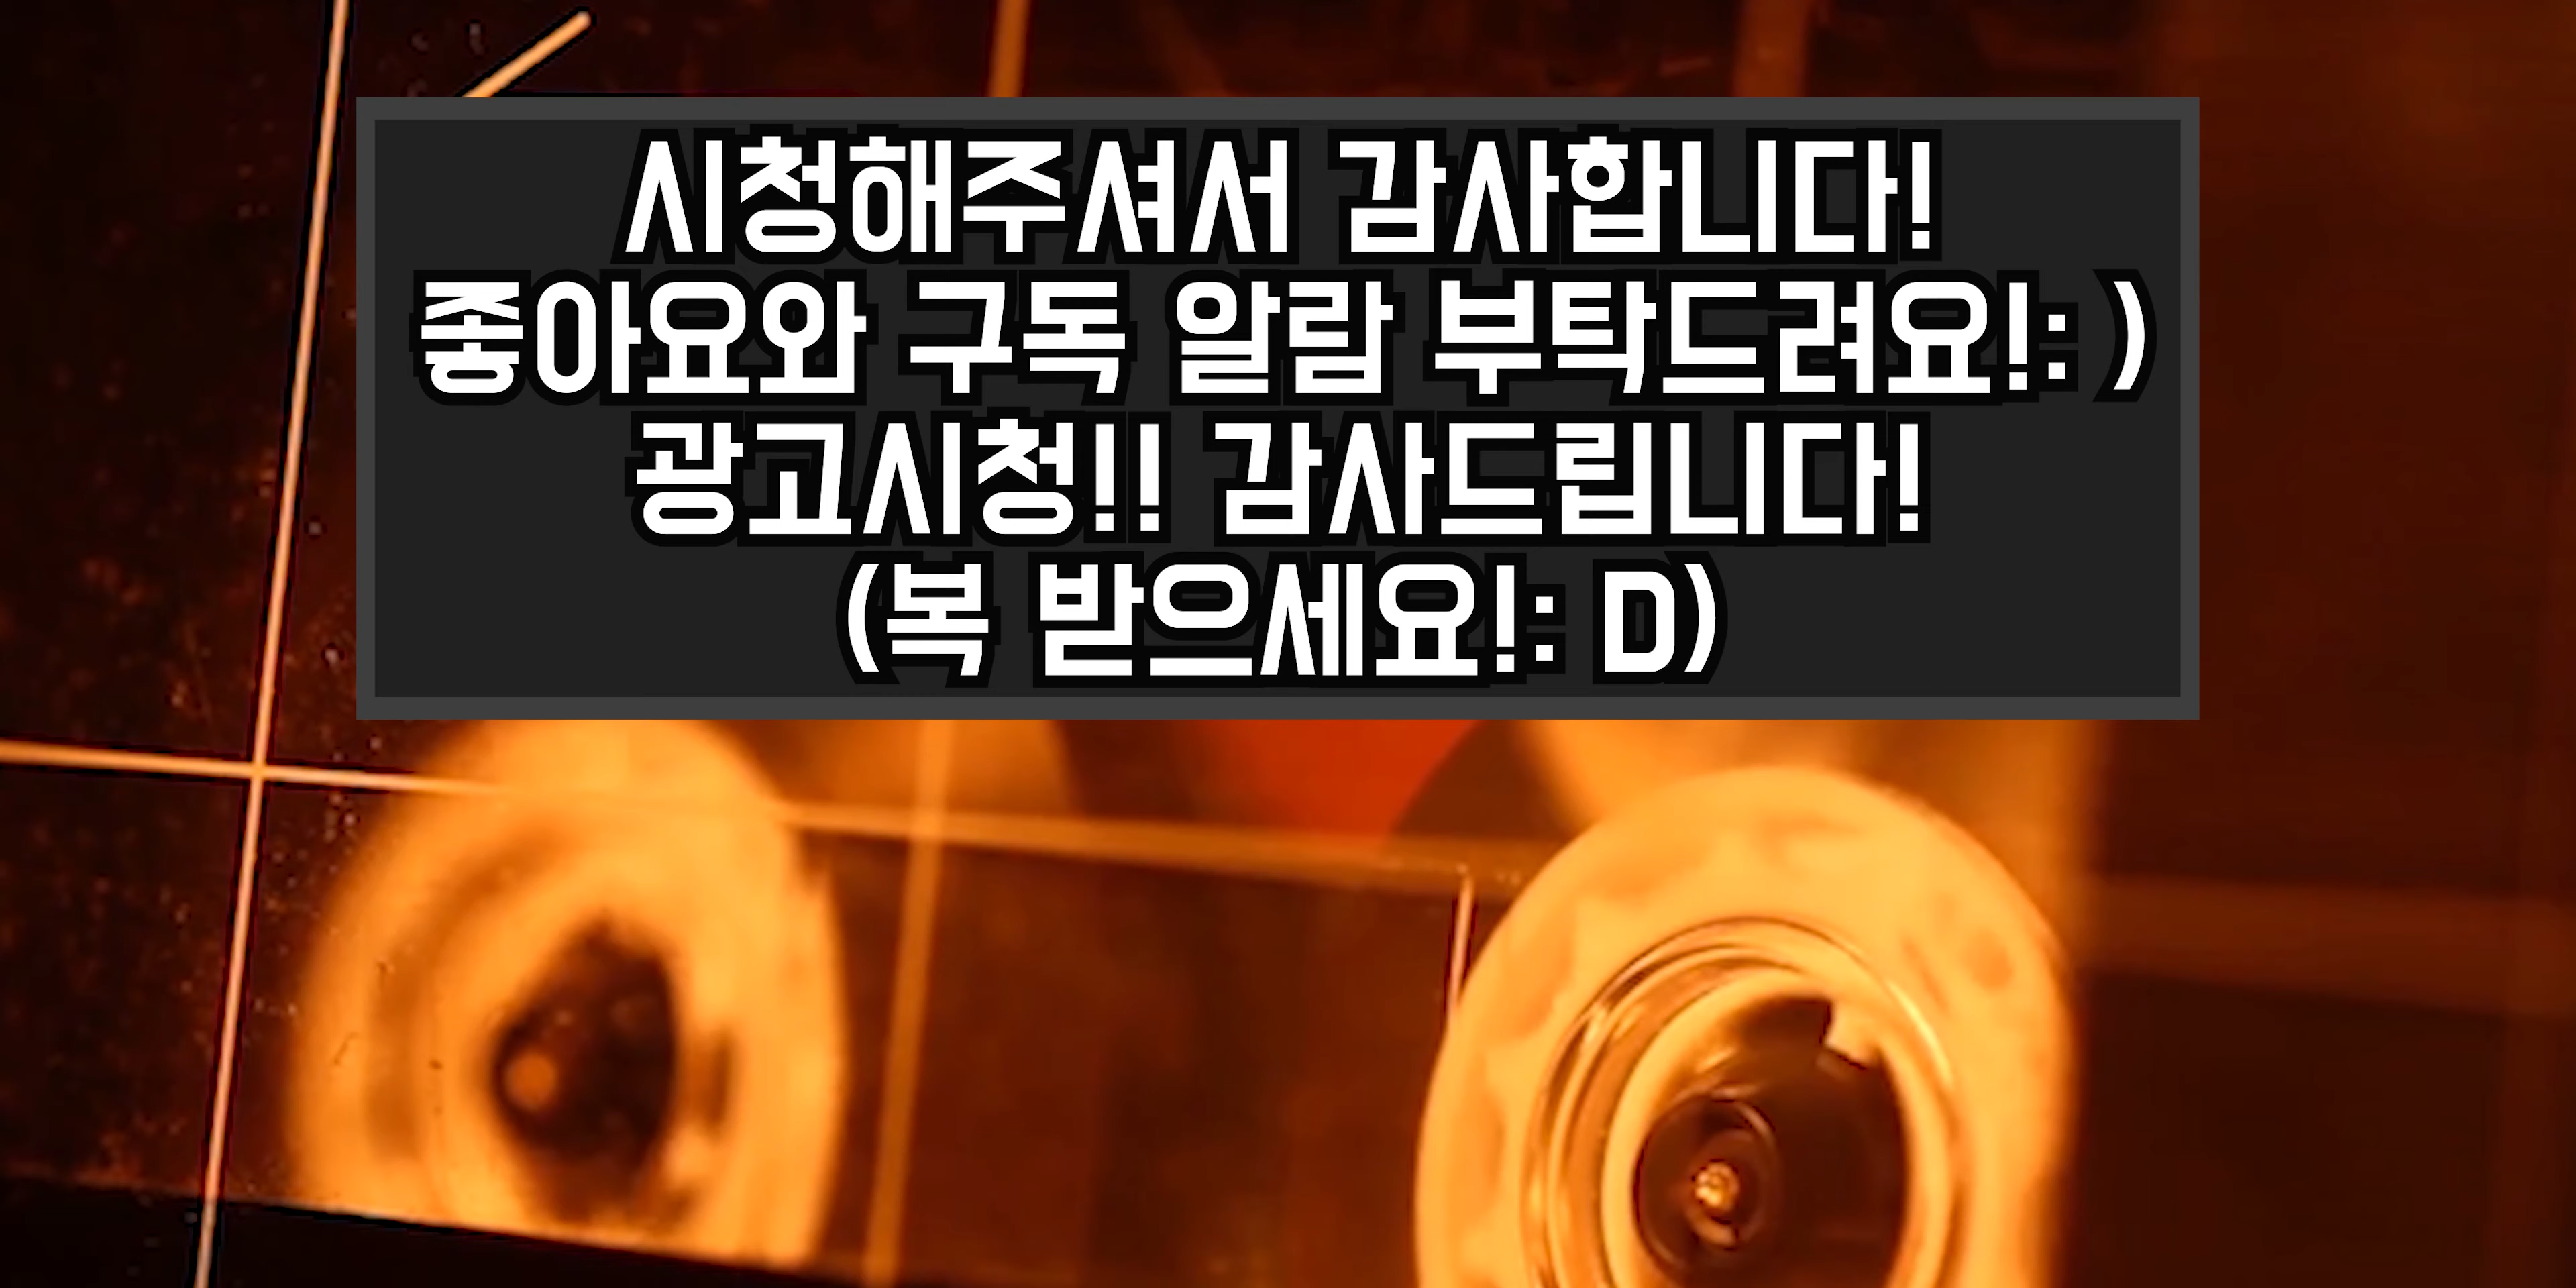 시청해주셔서 감사합니다!
좋아요와 구독 알람 부탁드려요!: )
광고시청!! 감사드립니다!
(복 받으세요!: D)